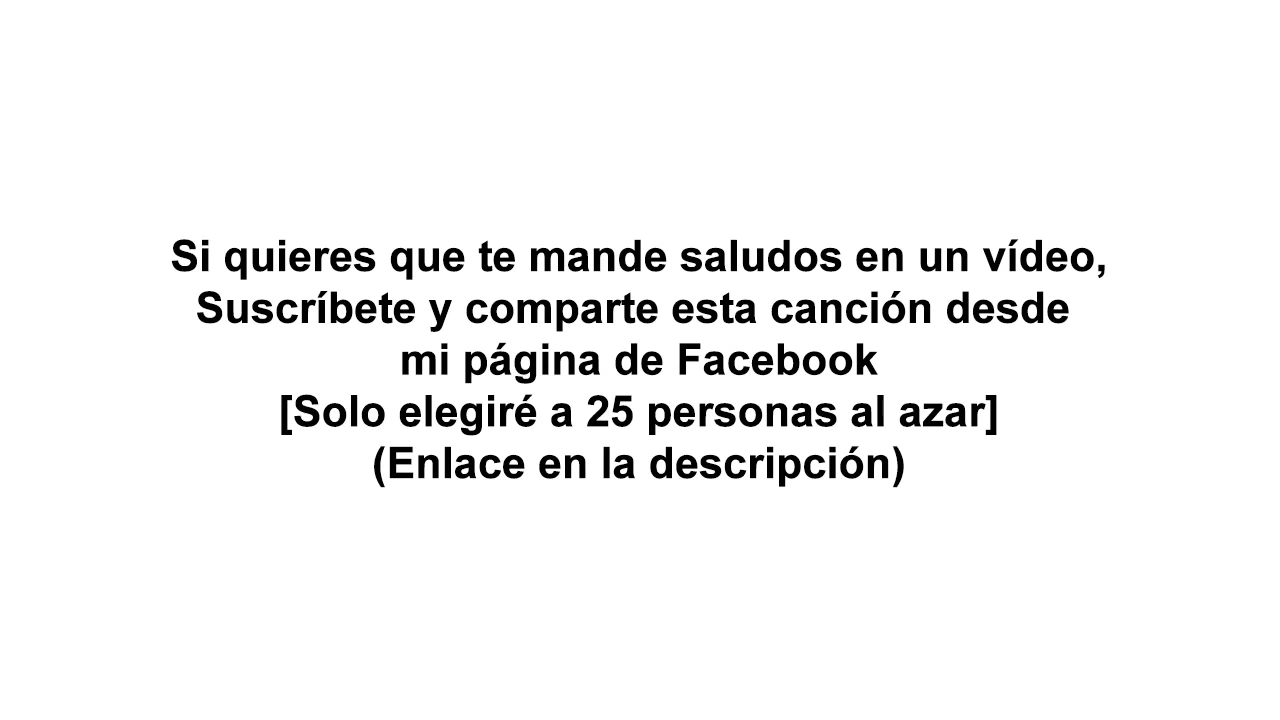 Si quieres que te mande saludos en un vídeo,
Suscríbete y comparte esta canción desde
mi página de Facebook
[Solo elegiré a 25 personas al azar]
(Enlace en la descripción)